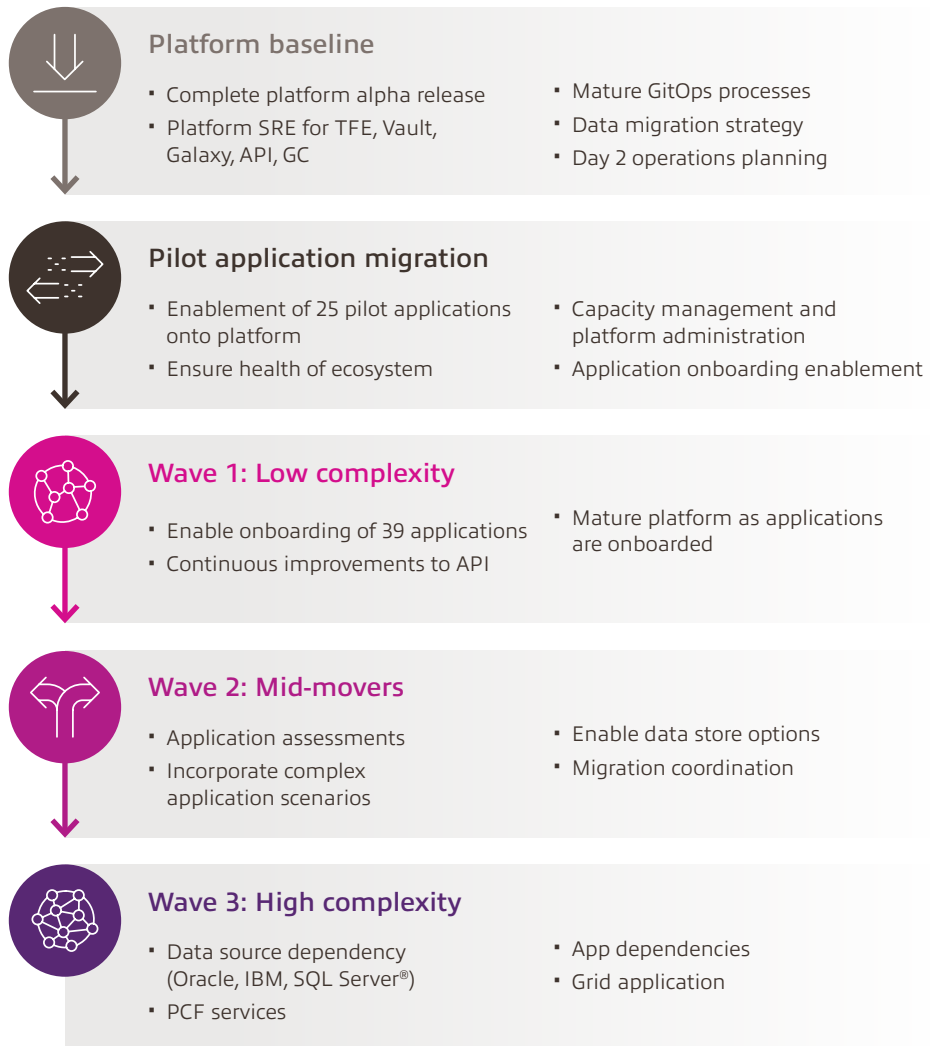 Platform baseline
▪ Complete platform alpha release
▪ Platform SRE for TFE, Vault,
Galaxy, API, GC
▪ Mature GitOps processes
▪ Data migration strategy
▪ Day 2 operations planning
Pilot application migration
▪ Enablement of 25 pilot applications
onto platform
▪ Ensure health of ecosystem
▪ Capacity management and
platform administration
▪ Application onboarding enablement
Wave 1: Low complexity
▪ Enable onboarding of 39 applications
▪ Continuous improvements to API
▪ Mature platform as applications
are onboarded
Wave 2: Mid-movers
▪ Application assessments
▪ Incorporate complex
application scenarios
▪ Enable data store options
▪ Migration coordination
Wave 3: High complexity
▪ Data source dependency
(Oracle, IBM, SQL Server®)
▪ PCF services
▪ App dependencies
▪ Grid application